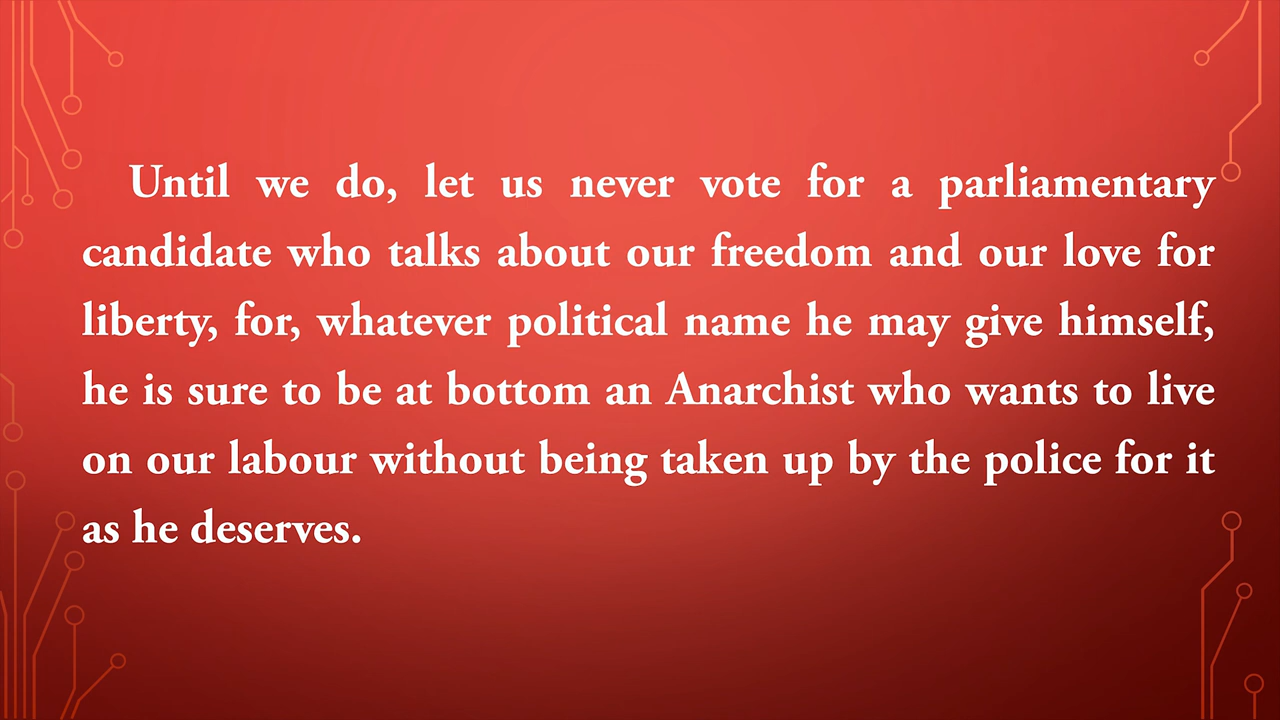 Until we do, let us never vote for a parliamentary
candidate who talks about our freedom and our love for
liberty, for, whatever political name he may give himself,
he is sure to be at bottom an Anarchist who wants to live
on our labour without being taken up by the police for it
as he deserves.